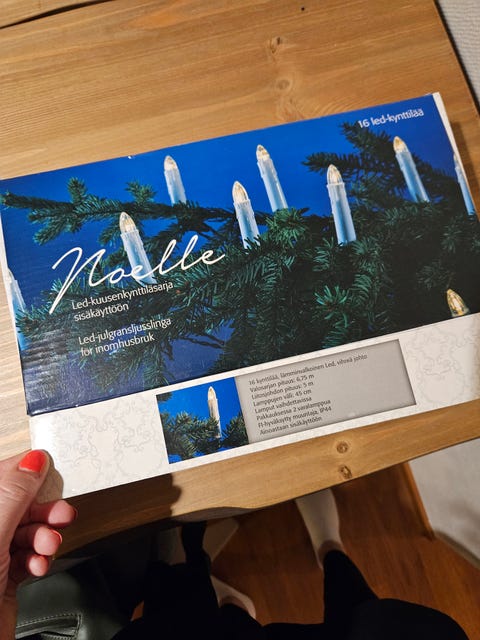 16 led-kynttilää
Noelle
Led-kuusenkynttiläsarja
sisäkäyttöön
Led-julgransljusslinga
för inomhusbruk
16 kynttilää, lämminvalkoinen Led, vihreä johto
Valosarjan pituus: 6,75 m
Liitosjohdon pituus: 5 m
Lamppujen väli: 45 cm
Lamput vaihdettavissa
Pakkauksessa 2 varalamppua
FI-hyväksytty muuntaja, IP44
Ainoastaan sisäkäyttöön